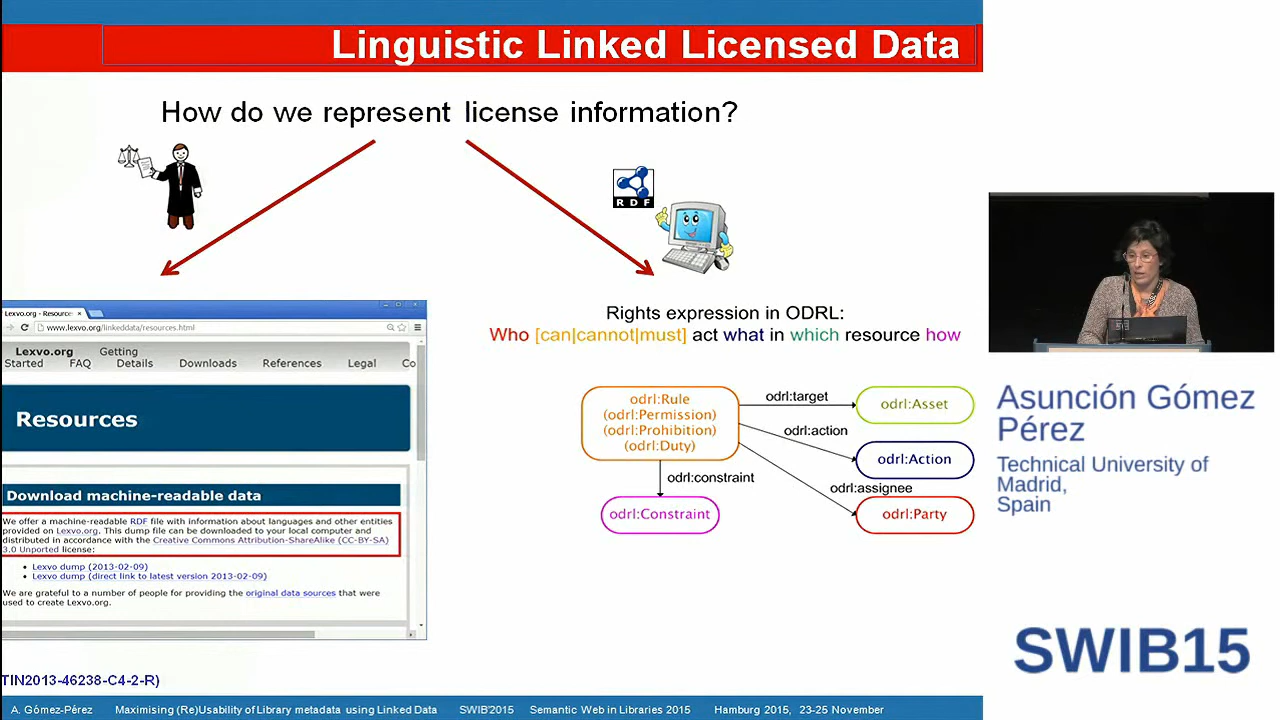 Linguistic Linked Licensed Data
How do we represent license information?
RDF
Lexvo.org - Resource
www.lexvo.org/linkeddata/resources.html
Lexvo.org Getting
Started FAQ Details Downloads References Legal Co
Resources
Download machine-readable data
We offer a machine-readable RDF file with information about languages and other entities
provided on Lexvo.org. This dump file can be downloaded to your local computer and
distributed in accordance with the Creative Commons Attribution-ShareAlike (CC-BY-SA)
3.0 Unported license:
Lexvo dump (2013-02-09)
Lexvo dump (direct link to latest version 2013-02-09)
We are grateful to a number of people for providing the original data sources that were
used to create Lexvo.org.
Rights expression in ODRL:
Who [can|cannot|must] act what in which resource how
odrl:Rule
(odrl:Permission)
(odrl:Prohibition)
(odrl:Duty)
odrl:target
odrl:Asset
odrl:action
odrl:Action
odrl:assignee
odrl:Party
odrl:constraint
odrl:Constraint
TIN2013-46238-C4-2-R)
A. Gómez-Pérez Maximising (Re)Usability of Library metadata using Linked Data SWIB'2015 Semantic Web in Libraries 2015 Hamburg 2015, 23-25 November
Asunción Gómez
Pérez
Technical University of
Madrid,
Spain
SWIB15